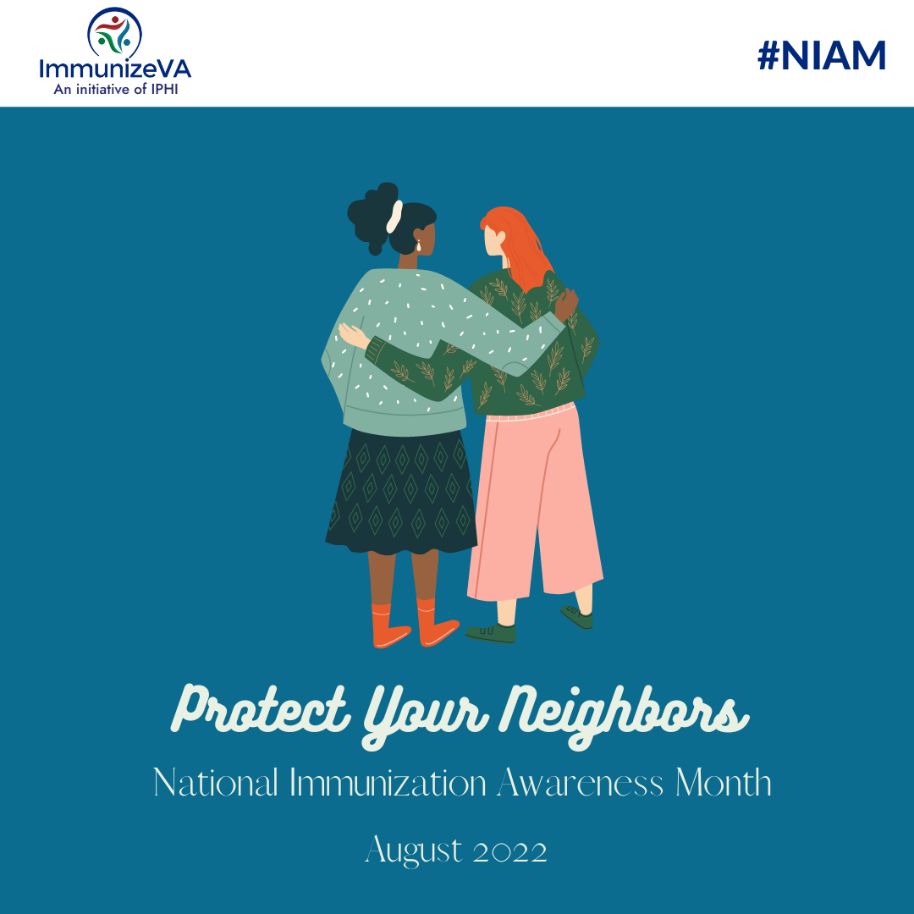 ImmunizeVA
An initiative of IPHI
#NIAM
Protect Your Neighbors
National Immunization Awareness Month
August 2022